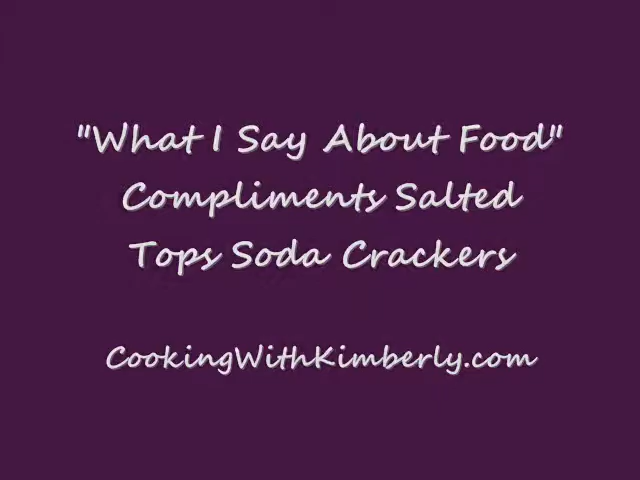 "What I Say About Food"
Compliments Salted
Tops Soda Crackers
CookingWithKimberly.com